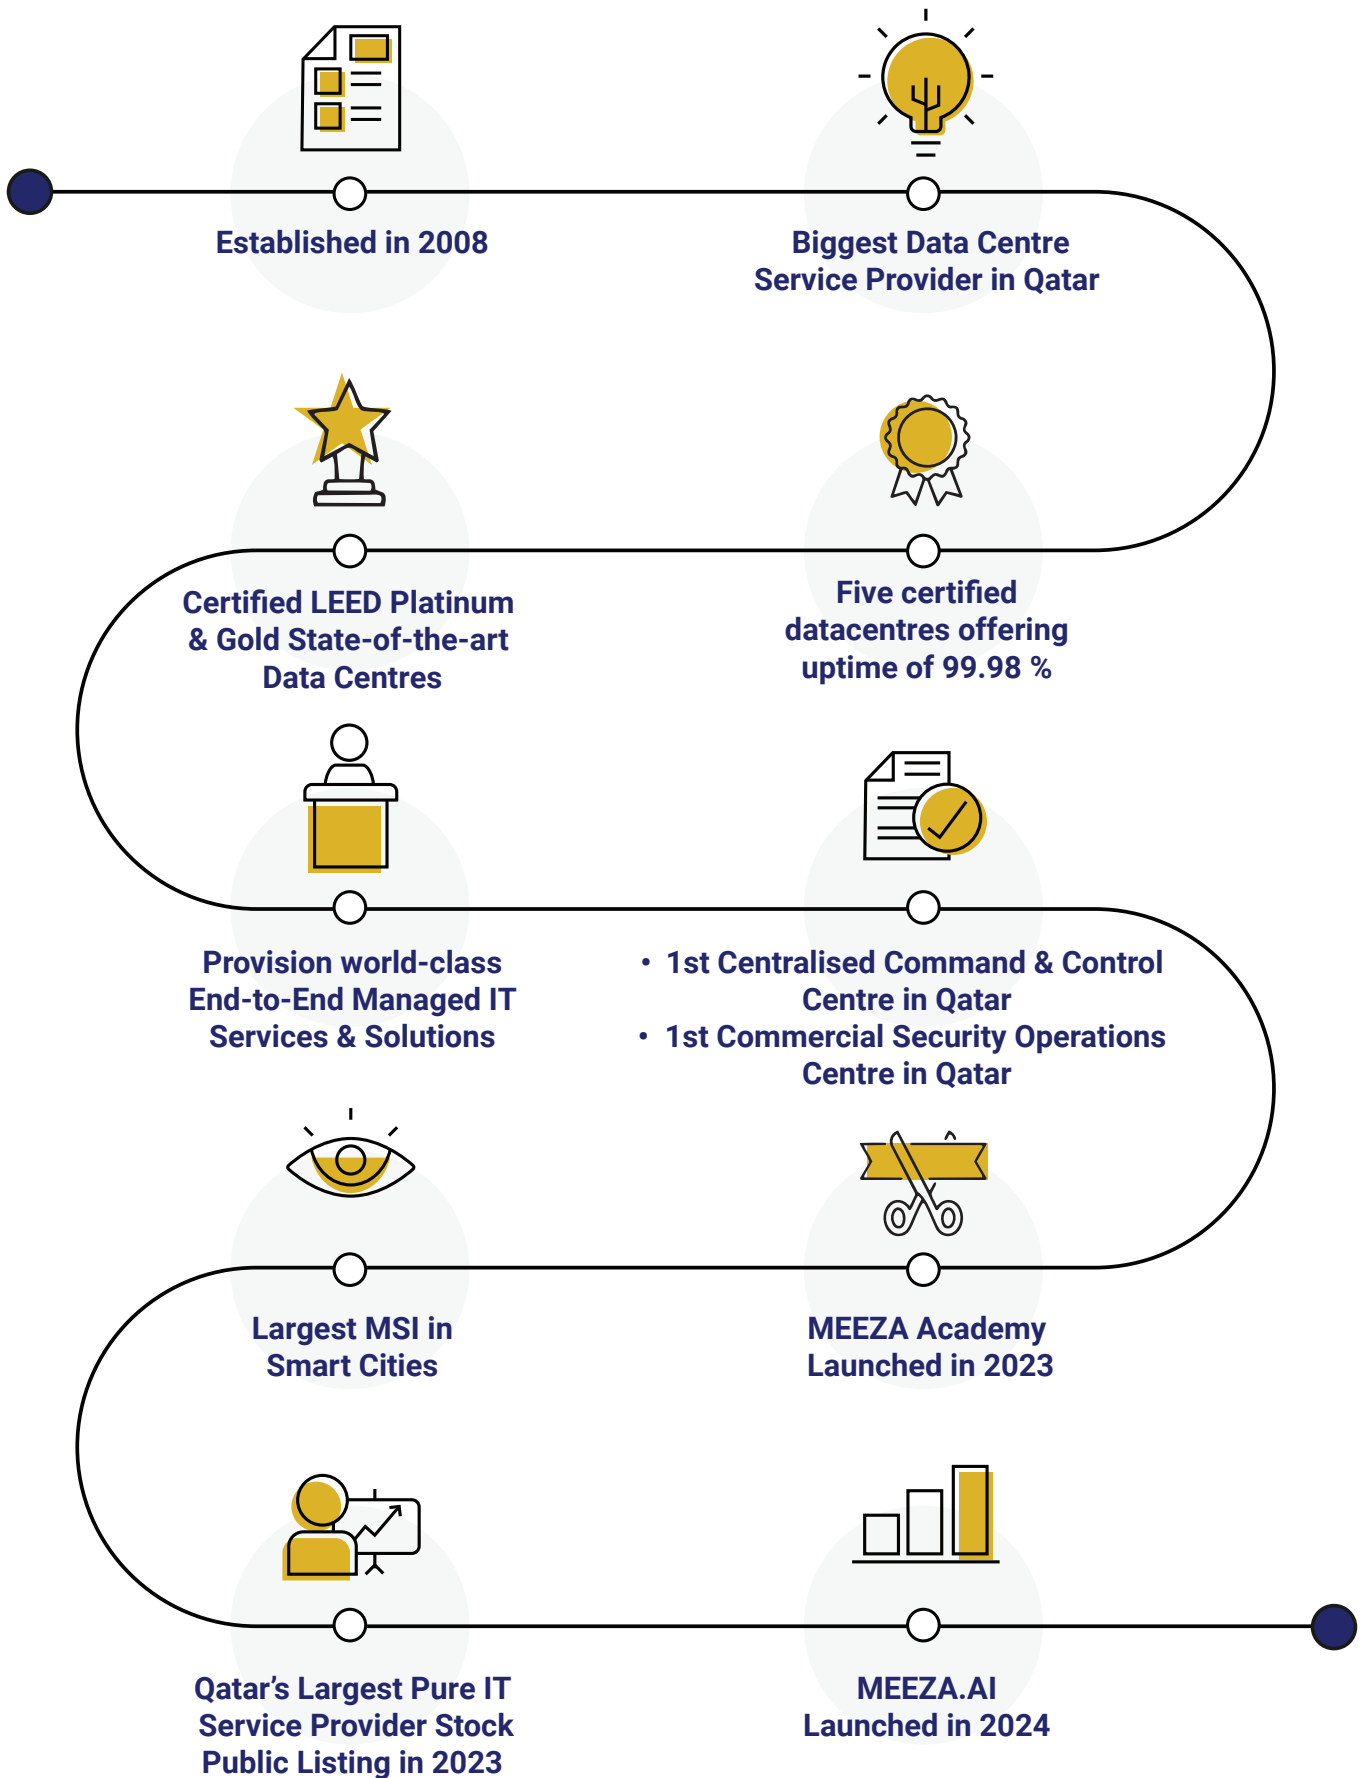 Established in 2008
Biggest Data Centre
Service Provider in Qatar
Certified LEED Platinum
& Gold State-of-the-art
Data Centres
Five certified
datacentres offering
uptime of 99.98 %
Provision world-class
End-to-End Managed IT
Services & Solutions
• 1st Centralised Command & Control
Centre in Qatar
• 1st Commercial Security Operations
Centre in Qatar
Largest MSI in
Smart Cities
MEEZA Academy
Launched in 2023
Qatar’s Largest Pure IT
Service Provider Stock
Public Listing in 2023
MEEZA.AI
Launched in 2024